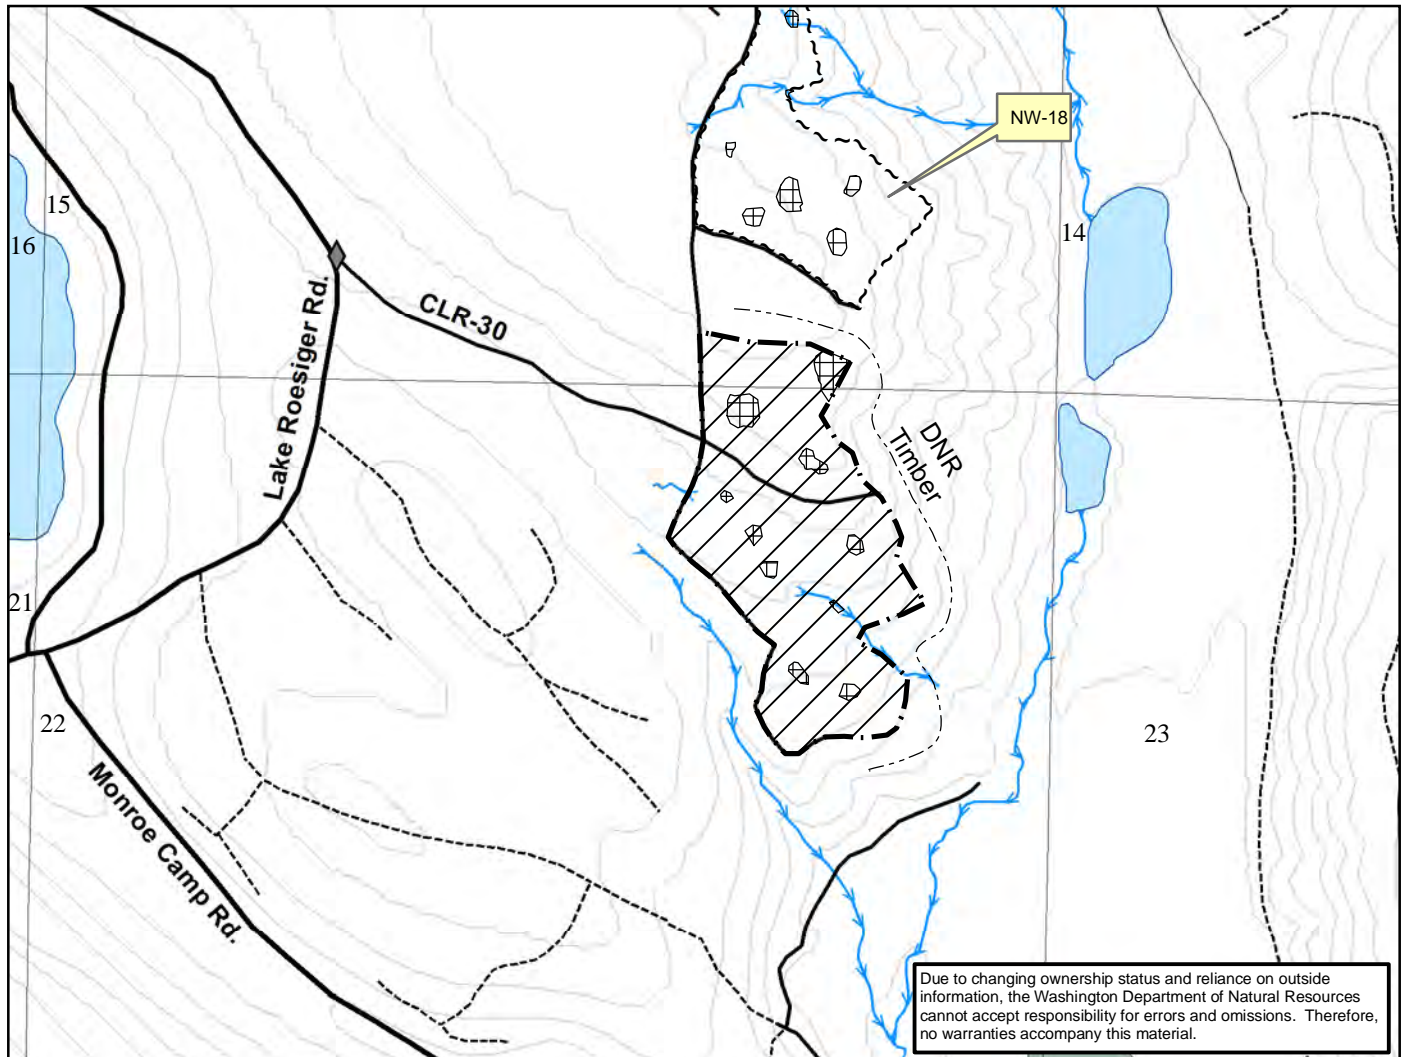 NW-18
15
16
14
Lake Roesiger Rd.
CLR-30
DNR
Timber
21
22
23
Monroe Camp Rd.
Due to changing ownership status and reliance on outside
information, the Washington Department of Natural Resources
cannot accept responsibility for errors and omissions.  Therefore,
no warranties accompany this material.